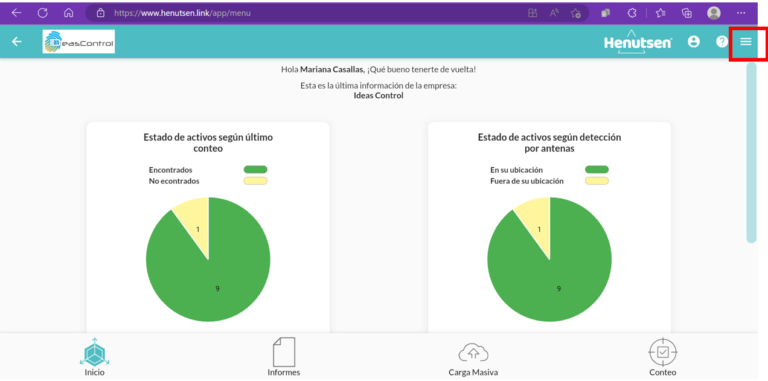 https://www.henutsen.link/app/menu
BeasControl
Henutsen
Hola Mariana Casallas, ¡Qué bueno tenerte de vuelta!
Esta es la última información de la empresa:
Ideas Control
Estado de activos según último
conteo
Encontrados
No econtrados
1
9
Estado de activos según detección
por antenas
En su ubicación
Fuera de su ubicación
1
9
Inicio
Informes
Carga Masiva
Conteo